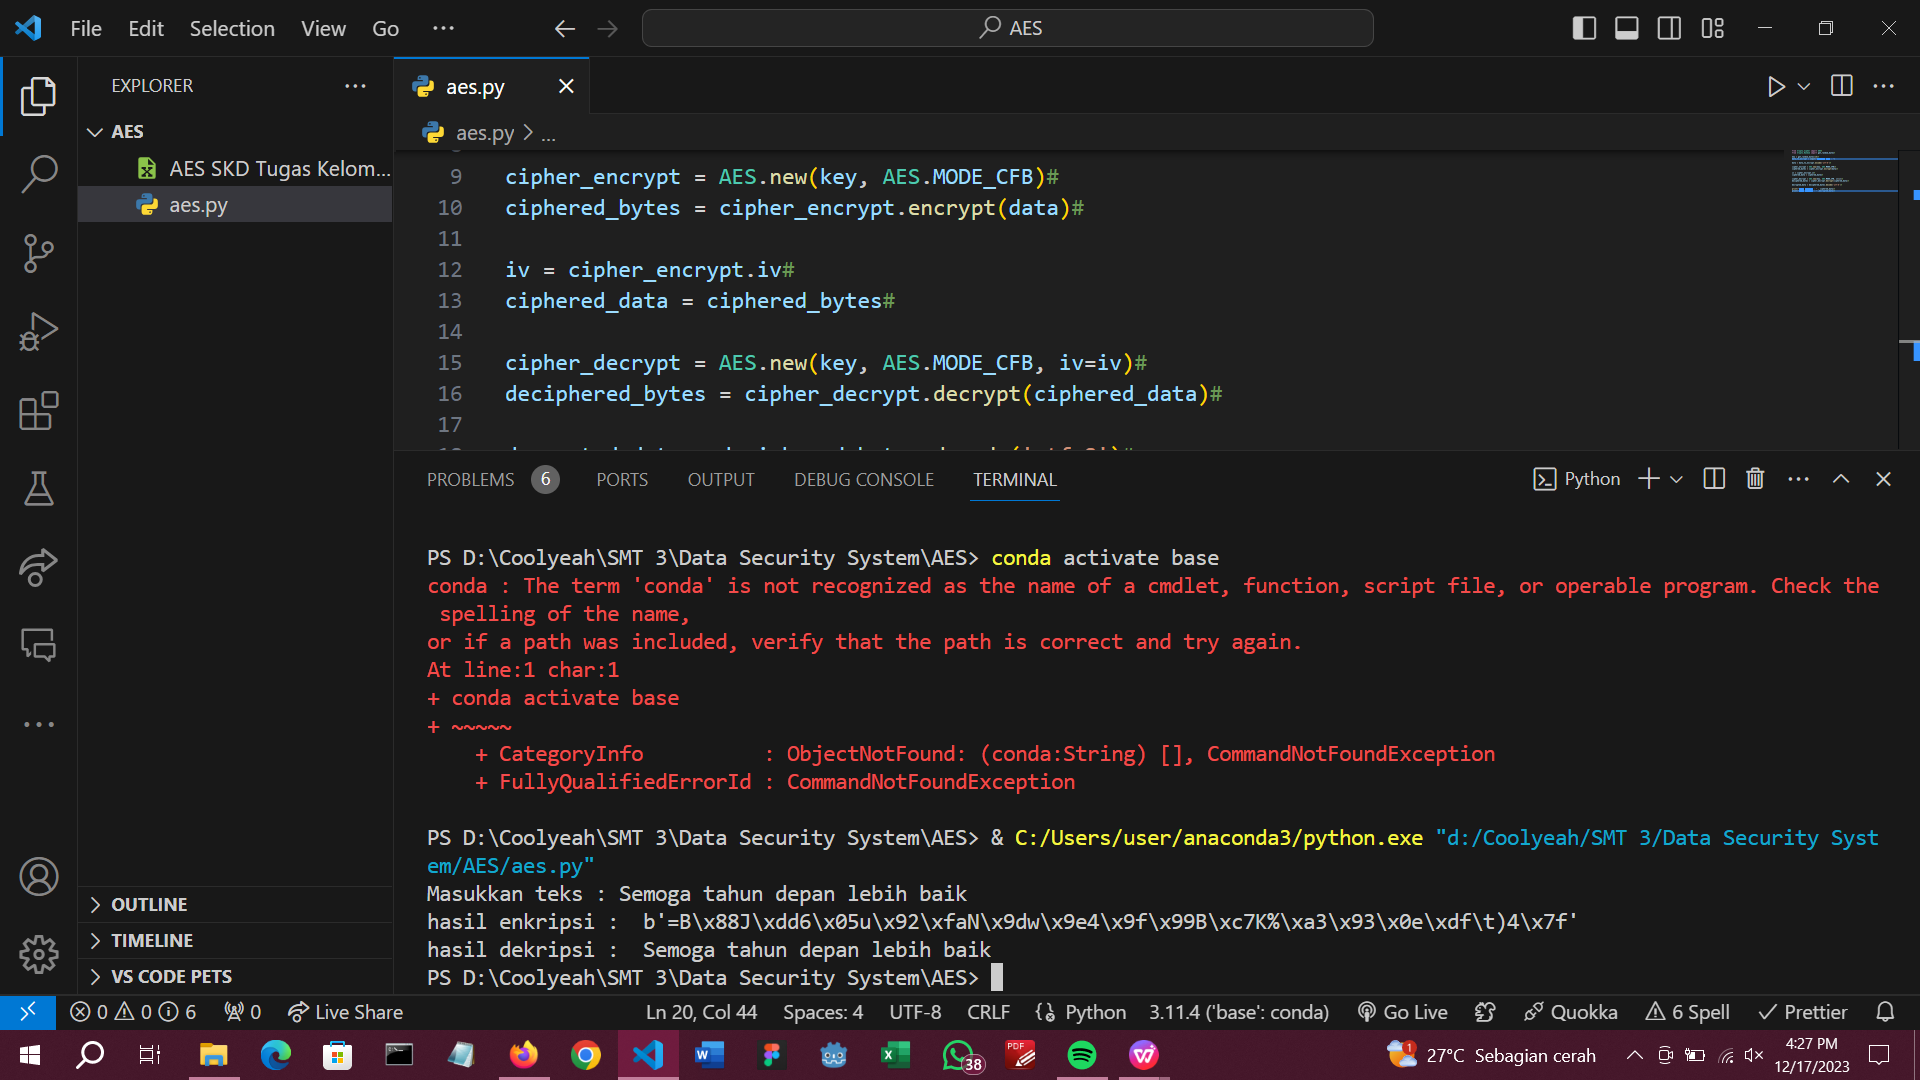 File Edit Selection View Go ···
AES
EXPLORER ···
AES
AES SKD Tugas Kelom...
aes.py
OUTLINE
TIMELINE
VS CODE PETS
aes.py
aes.py > ...
9 cipher_encrypt = AES.new(key, AES.MODE_CFB)#
10 ciphered_bytes = cipher_encrypt.encrypt(data)#
11
12 iv = cipher_encrypt.iv#
13 ciphered_data = ciphered_bytes#
14
15 cipher_decrypt = AES.new(key, AES.MODE_CFB, iv=iv)#
16 deciphered_bytes = cipher_decrypt.decrypt(ciphered_data)#
17
PROBLEMS 6 PORTS OUTPUT DEBUG CONSOLE TERMINAL Python
PS D:\Coolyeah\SMT 3\Data Security System\AES> conda activate base
conda : The term 'conda' is not recognized as the name of a cmdlet, function, script file, or operable program. Check the
spelling of the name,
or if a path was included, verify that the path is correct and try again.
At line:1 char:1
+ conda activate base
+ ~~~~~
+ CategoryInfo : ObjectNotFound: (conda:String) [], CommandNotFoundException
+ FullyQualifiedErrorId : CommandNotFoundException
PS D:\Coolyeah\SMT 3\Data Security System\AES> & C:/Users/user/anaconda3/python.exe "d:/Coolyeah/SMT 3/Data Security Syst
em/AES/aes.py"
Masukkan teks : Semoga tahun depan lebih baik
hasil enkripsi : b'=B\x88J\xdd6\x05u\x92\xfaN\x9dw\x9e4\x9f\x99B\xc7K%\xa3\x93\x0e\xdf\t)4\x7f'
hasil dekripsi : Semoga tahun depan lebih baik
PS D:\Coolyeah\SMT 3\Data Security System\AES>
0 0 6 0 Live Share Ln 20, Col 44 Spaces: 4 UTF-8 CRLF Python 3.11.4 ('base': conda) Go Live Quokka 6 Spell Prettier
38 PDF 1 27°C Sebagian cerah 4:27 PM
12/17/2023